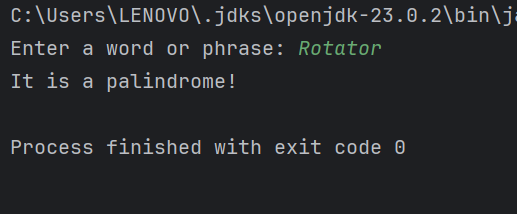 C:\Users\LENOVO\.jdks\openjdk-23.0.2\bin\ja
Enter a word or phrase: Rotator
It is a palindrome!
Process finished with exit code 0